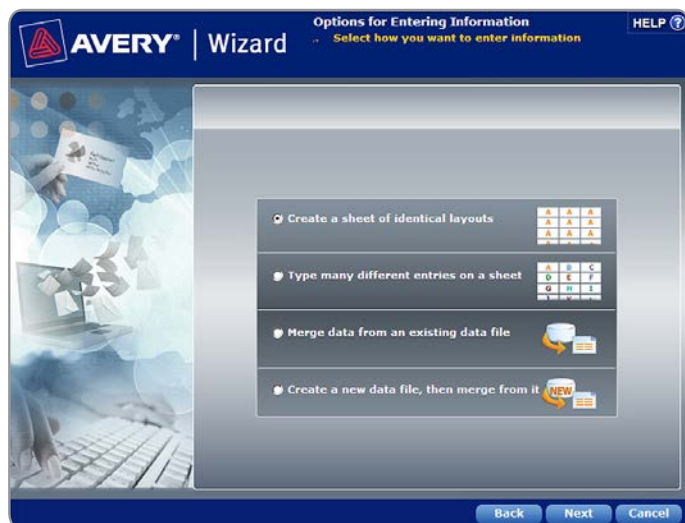 AVERY® | Wizard
Options for Entering Information
Select how you want to enter information
HELP ?
Create a sheet of identical layouts
A A A
A A A
A A A
Type many different entries on a sheet
A B C
D E F
G H I
Merge data from an existing data file
Create a new data file, then merge from it
NEW
Back
Next
Cancel